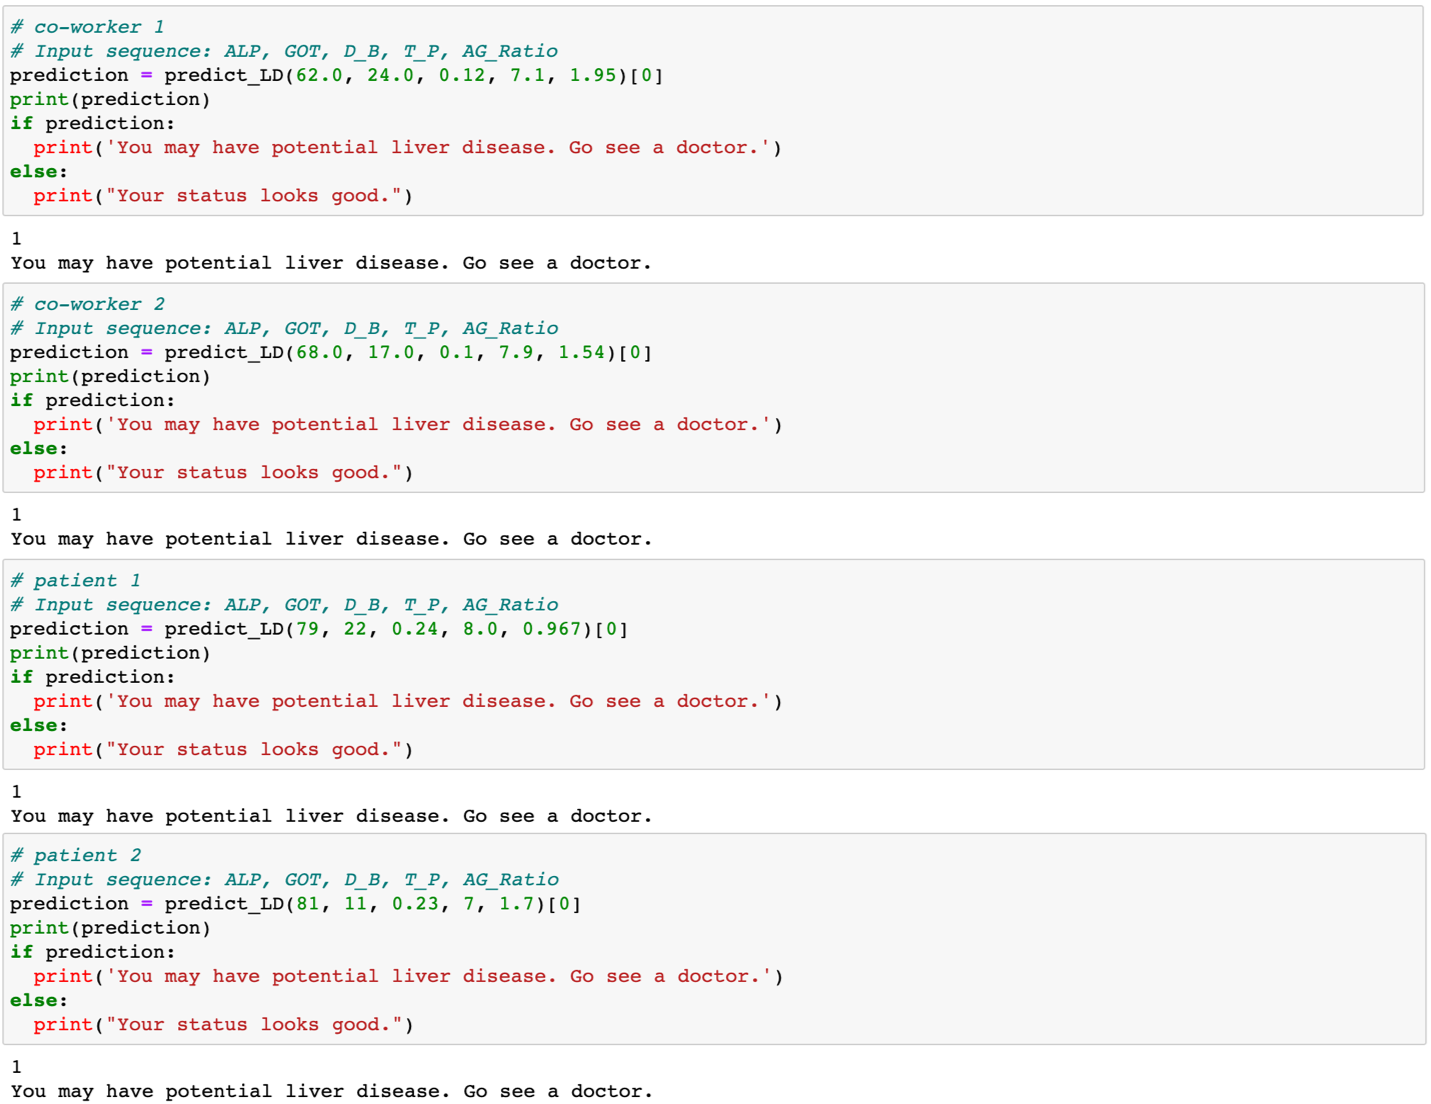 # co-worker 1
# Input sequence: ALP, GOT, D_B, T_P, AG_Ratio
prediction = predict_LD(62.0, 24.0, 0.12, 7.1, 1.95)[0]
print(prediction)
if prediction:
  print('You may have potential liver disease. Go see a doctor.')
else:
  print("Your status looks good.")
1
You may have potential liver disease. Go see a doctor.
# co-worker 2
# Input sequence: ALP, GOT, D_B, T_P, AG_Ratio
prediction = predict_LD(68.0, 17.0, 0.1, 7.9, 1.54)[0]
print(prediction)
if prediction:
  print('You may have potential liver disease. Go see a doctor.')
else:
  print("Your status looks good.")
1
You may have potential liver disease. Go see a doctor.
# patient 1
# Input sequence: ALP, GOT, D_B, T_P, AG_Ratio
prediction = predict_LD(79, 22, 0.24, 8.0, 0.967)[0]
print(prediction)
if prediction:
  print('You may have potential liver disease. Go see a doctor.')
else:
  print("Your status looks good.")
1
You may have potential liver disease. Go see a doctor.
# patient 2
# Input sequence: ALP, GOT, D_B, T_P, AG_Ratio
prediction = predict_LD(81, 11, 0.23, 7, 1.7)[0]
print(prediction)
if prediction:
  print('You may have potential liver disease. Go see a doctor.')
else:
  print("Your status looks good.")
1
You may have potential liver disease. Go see a doctor.